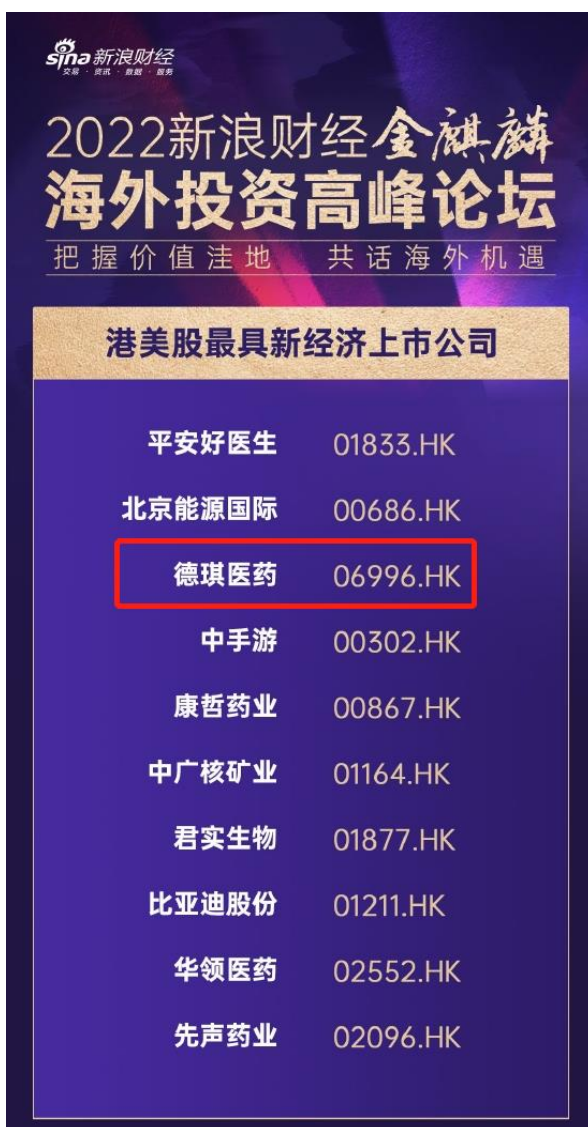 sina新浪财经
交易 · 资讯 · 数据 · 服务
2022新浪财经金麒麟
海外投资高峰论坛
把握价值洼地 共话海外机遇
港美股最具新经济上市公司
平安好医生 01833.HK
北京能源国际 00686.HK
德琪医药 06996.HK
中手游 00302.HK
康哲药业 00867.HK
中广核矿业 01164.HK
君实生物 01877.HK
比亚迪股份 01211.HK
华领医药 02552.HK
先声药业 02096.HK